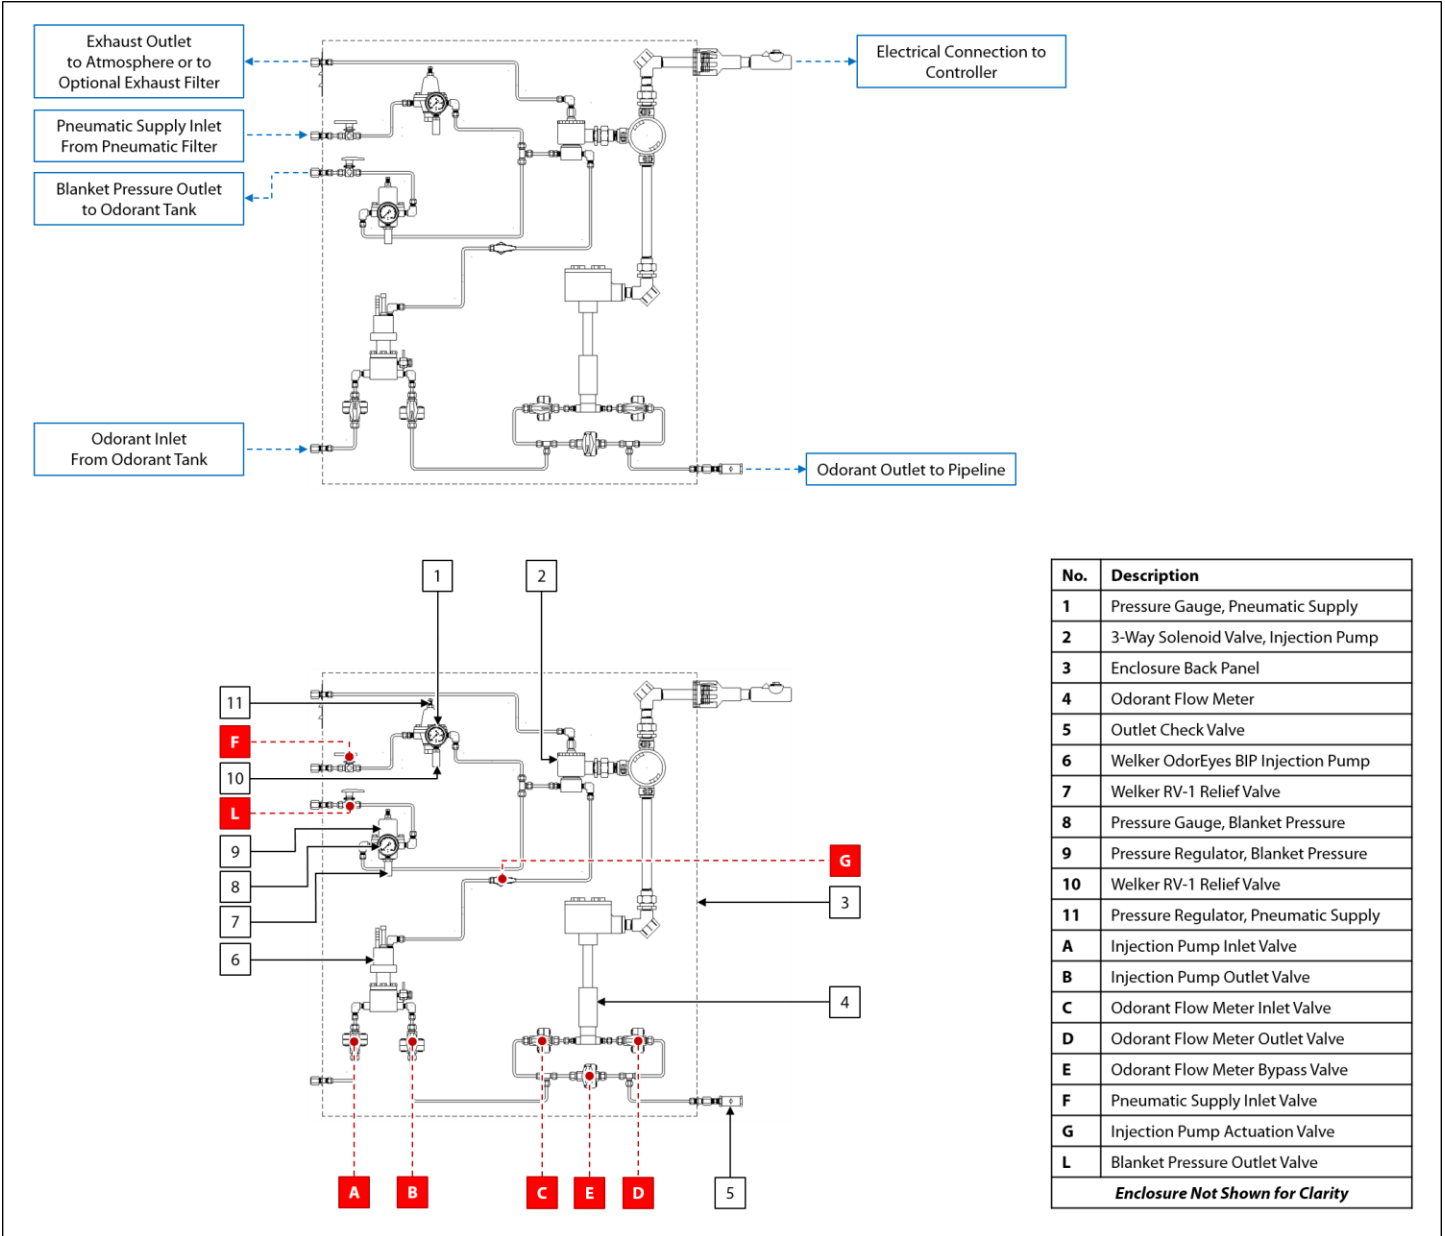 Exhaust Outlet
to Atmosphere or to
Optional Exhaust Filter
Electrical Connection to
Controller
Pneumatic Supply Inlet
From Pneumatic Filter
Blanket Pressure Outlet
to Odorant Tank
Odorant Inlet
From Odorant Tank
Odorant Outlet to Pipeline
1
2
11
F
10
L
9
8
7
6
G
3
4
A
B
C
E
D
5
No. Description
1 Pressure Gauge, Pneumatic Supply
2 3-Way Solenoid Valve, Injection Pump
3 Enclosure Back Panel
4 Odorant Flow Meter
5 Outlet Check Valve
6 Welker OdorEyes BIP Injection Pump
7 Welker RV-1 Relief Valve
8 Pressure Gauge, Blanket Pressure
9 Pressure Regulator, Blanket Pressure
10 Welker RV-1 Relief Valve
11 Pressure Regulator, Pneumatic Supply
A Injection Pump Inlet Valve
B Injection Pump Outlet Valve
C Odorant Flow Meter Inlet Valve
D Odorant Flow Meter Outlet Valve
E Odorant Flow Meter Bypass Valve
F Pneumatic Supply Inlet Valve
G Injection Pump Actuation Valve
L Blanket Pressure Outlet Valve
Enclosure Not Shown for Clarity